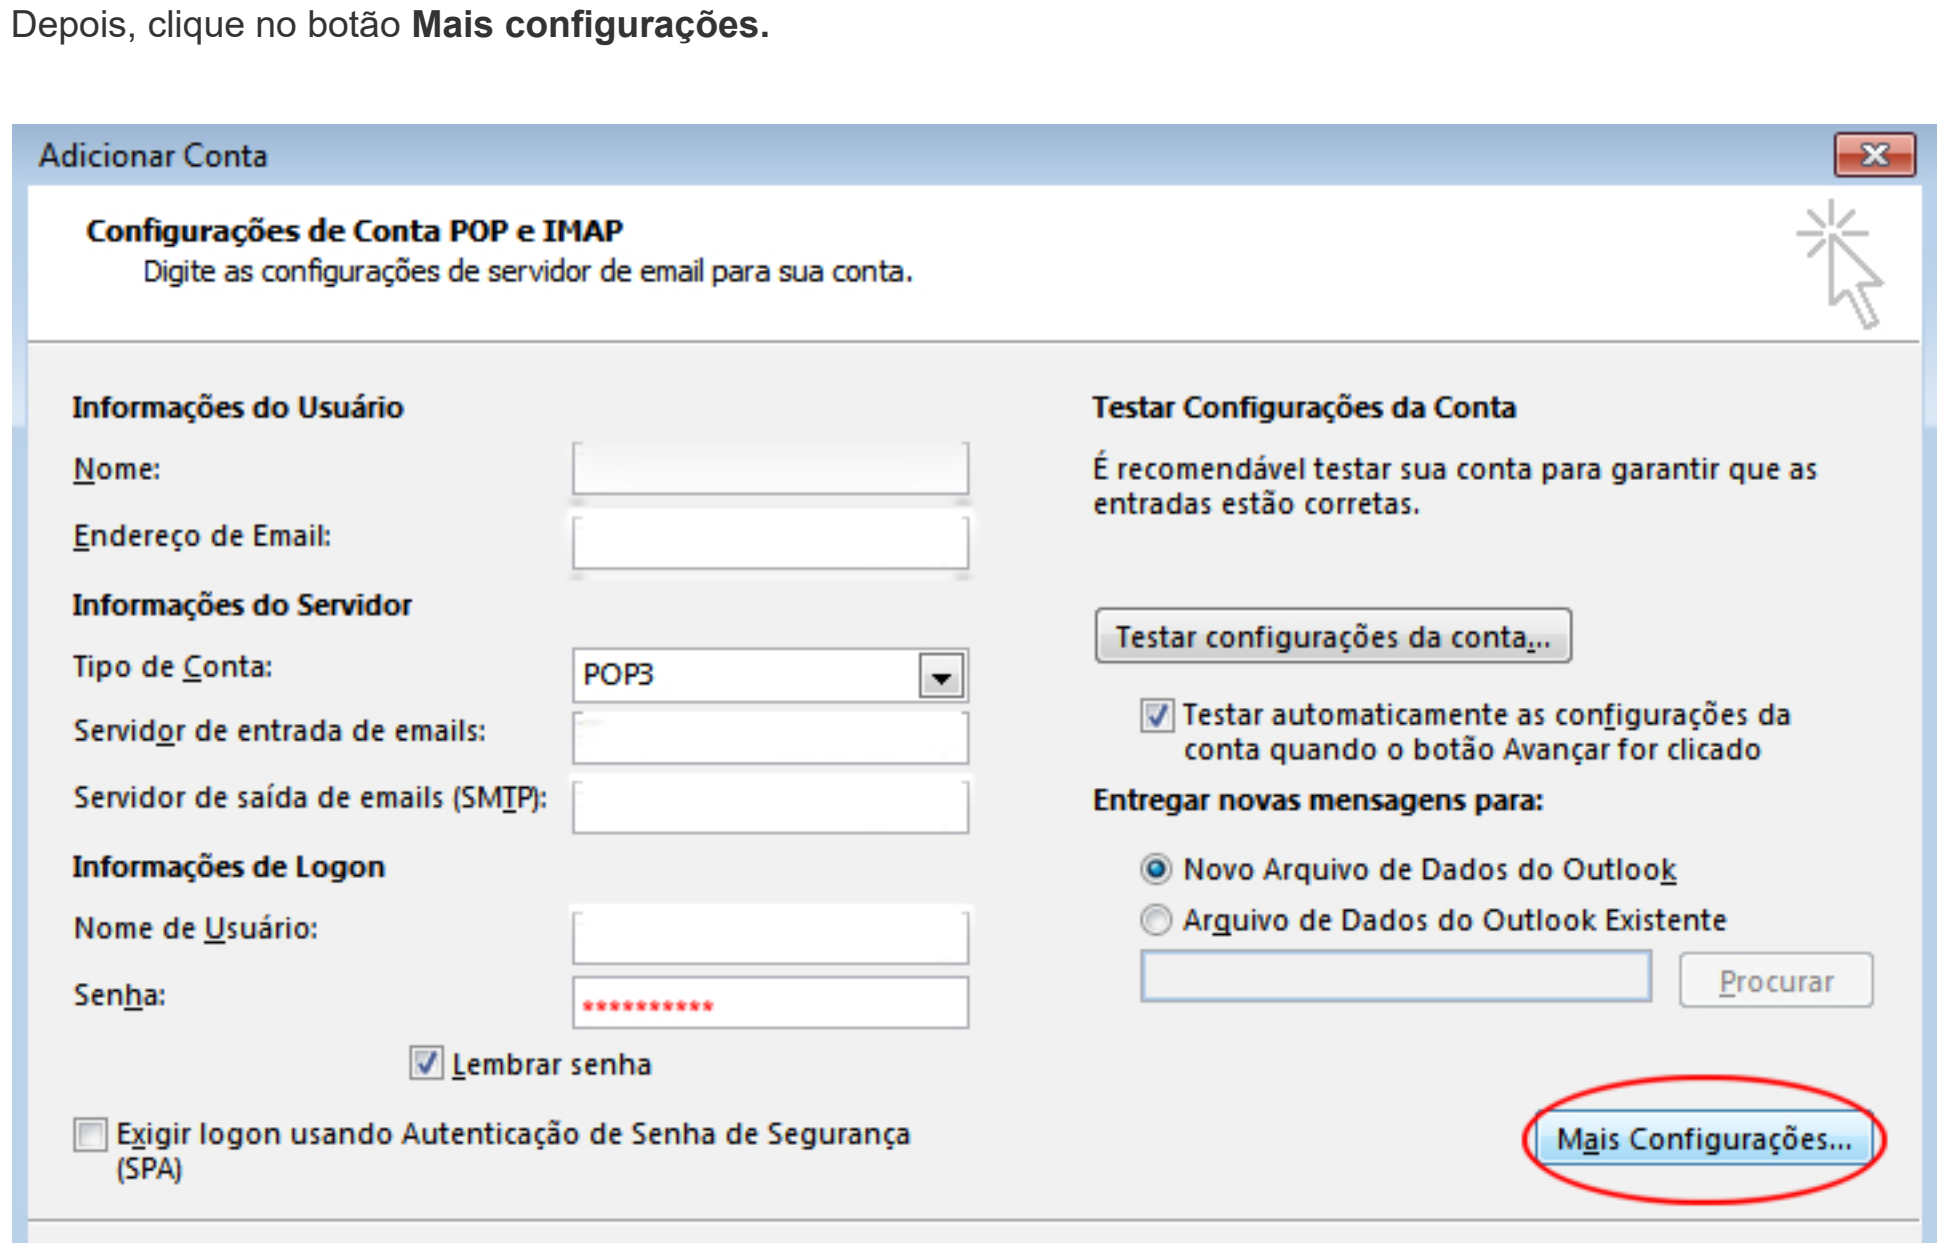 Depois, clique no botão Mais configurações.
Adicionar Conta
Configurações de Conta POP e IMAP
Digite as configurações de servidor de email para sua conta.
Informações do Usuário
Nome:
Endereço de Email:
Informações do Servidor
Tipo de Conta:
POP3
Servidor de entrada de emails:
Servidor de saída de emails (SMTP):
Informações de Logon
Nome de Usuário:
Senha:
**********
Lembrar senha
Exigir logon usando Autenticação de Senha de Segurança
(SPA)
Testar Configurações da Conta
É recomendável testar sua conta para garantir que as
entradas estão corretas.
Testar configurações da conta...
Testar automaticamente as configurações da
conta quando o botão Avançar for clicado
Entregar novas mensagens para:
Novo Arquivo de Dados do Outlook
Arquivo de Dados do Outlook Existente
Procurar
Mais Configurações...